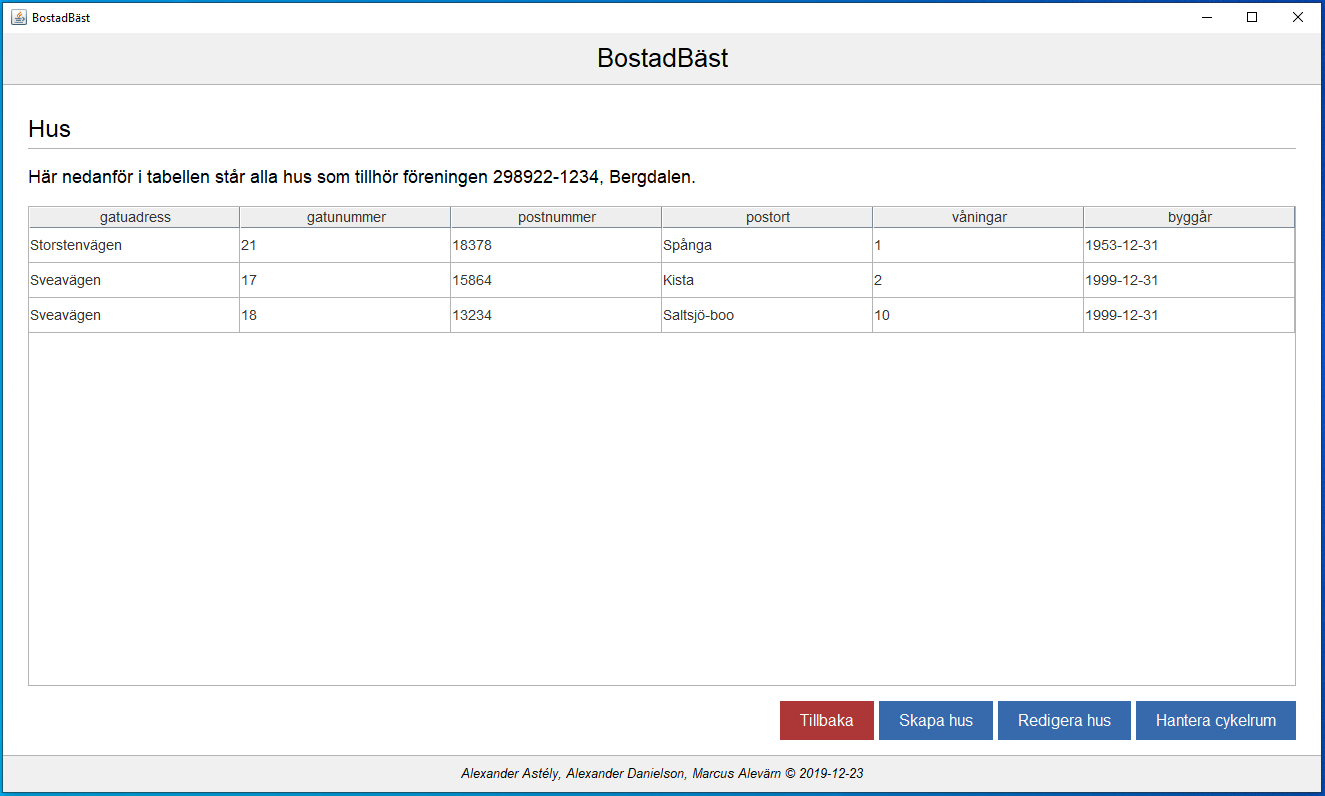 BostadBäst
BostadBäst
Hus
Här nedanför i tabellen står alla hus som tillhör föreningen 298922-1234, Bergdalen.
gatuadress gatunummer postnummer postort våningar byggår
Storstenvägen 21 18378 Spånga 1 1953-12-31
Sveavägen 17 15864 Kista 2 1999-12-31
Sveavägen 18 13234 Saltsjö-boo 10 1999-12-31
Tillbaka Skapa hus Redigera hus Hantera cykelrum
Alexander Astély, Alexander Danielson, Marcus Alevärn © 2019-12-23